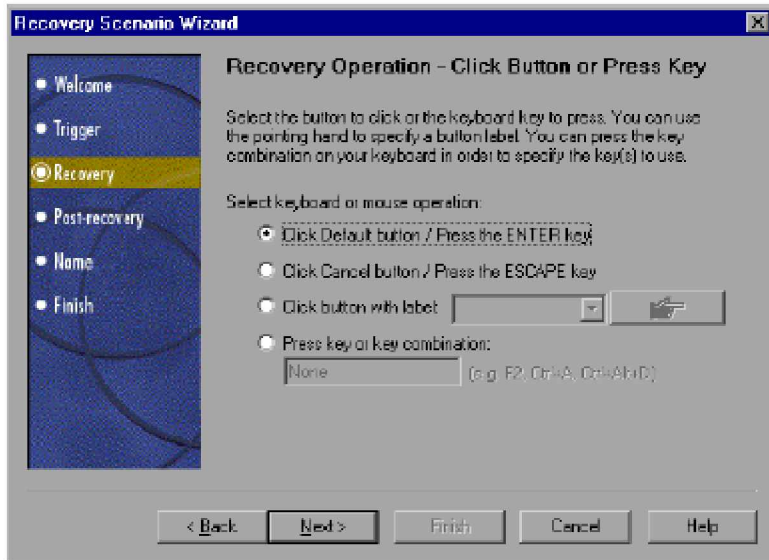 Recovery Scenario Wizard
Welcome
Trigger
Recovery
Post-recovery
Name
Finish
Recovery Operation - Click Button or Press Key
Select the button to click or the keyboard key to press. You can use
the pointing hand to specify a button label. You can press the key
combination on your keyboard in order to specify the key(s) to use.
Select keyboard or mouse operation:
Click Default button / Press the ENTER key
Click Cancel button / Press the ESCAPE key
Click button with label:
Press key or key combination:
None
(e.g. F2, Ctrl+A, Ctrl+Alt+D)
< Back
Next >
Finish
Cancel
Help